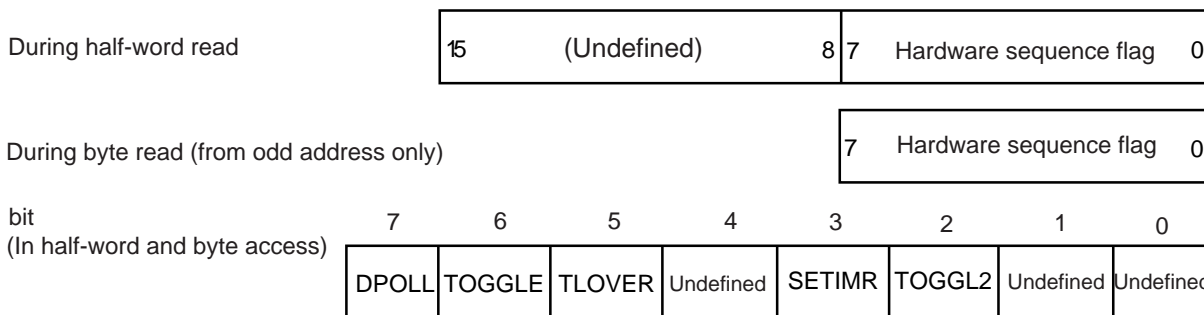 During half-word read 15 (Undefined) 8 7 Hardware sequence flag 0
During byte read (from odd address only) 7 Hardware sequence flag 0
bit 7 6 5 4 3 2 1 0
(In half-word and byte access)
DPOLL TOGGLE TLOVER Undefined SETIMR TOGGL2 Undefined Undefined